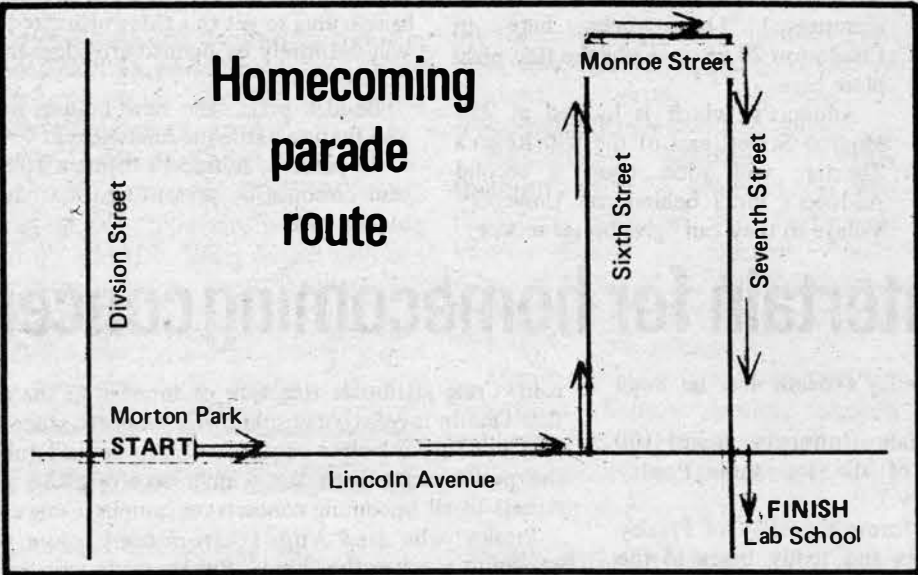 Homecoming
parade
route
Divsion Street
Monroe Street
Sixth Street
Seventh Street
Morton Park
START
Lincoln Avenue
FINISH
Lab School